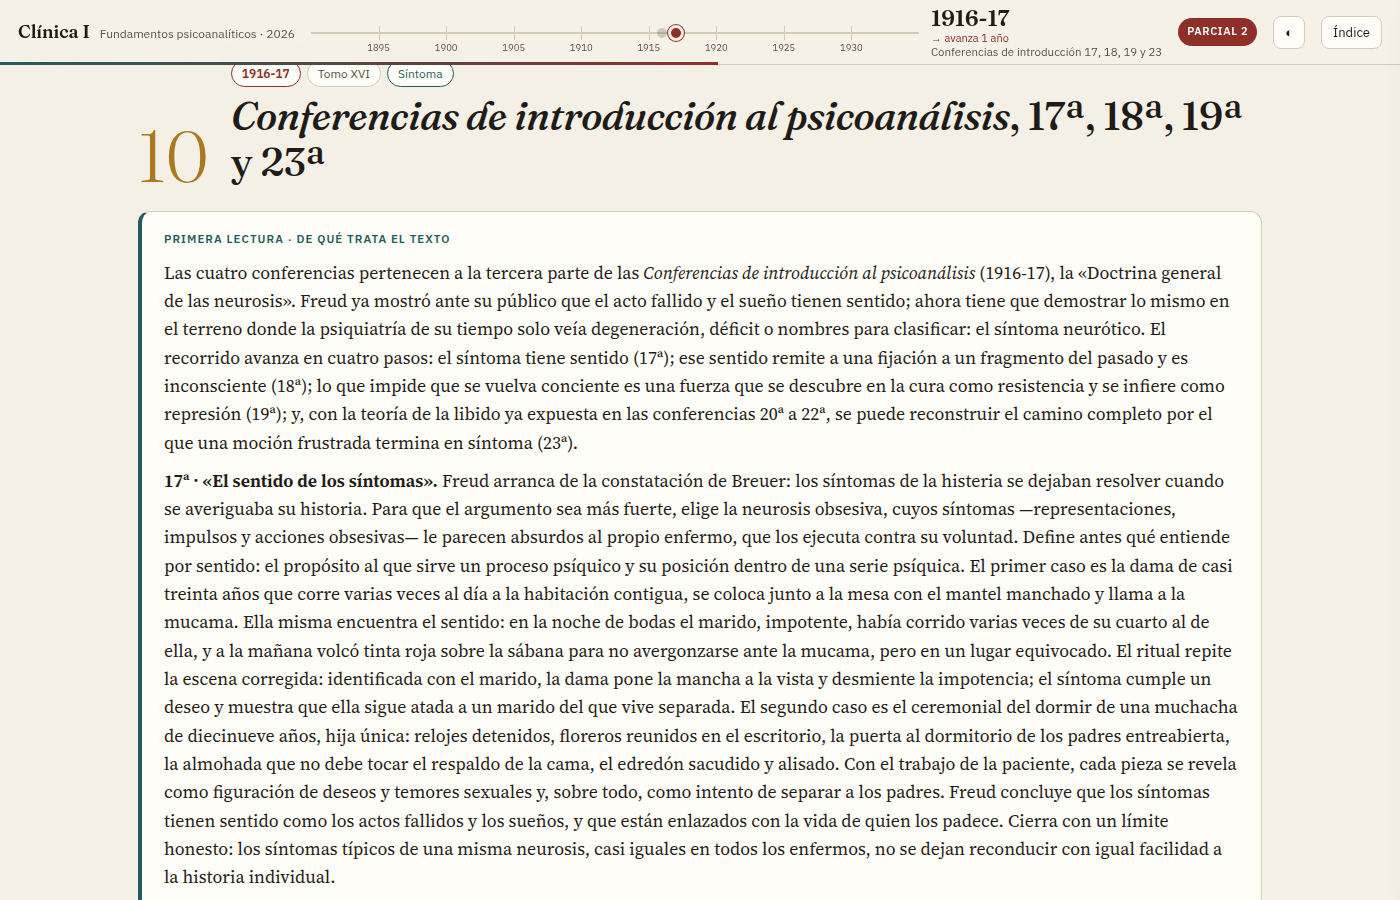 Clínica I Fundamentos psicoanalíticos · 2026
1895 1900 1905 1910 1915 1920 1925 1930
1916-17
→ avanza 1 año
Conferencias de introducción 17, 18, 19 y 23
PARCIAL 2
Índice
1916-17 Tomo XVI Síntoma
10
Conferencias de introducción al psicoanálisis, 17ª, 18ª, 19ª
y 23ª
PRIMERA LECTURA · DE QUÉ TRATA EL TEXTO
Las cuatro conferencias pertenecen a la tercera parte de las Conferencias de introducción al psicoanálisis (1916-17), la «Doctrina general
de las neurosis». Freud ya mostró ante su público que el acto fallido y el sueño tienen sentido; ahora tiene que demostrar lo mismo en
el terreno donde la psiquiatría de su tiempo solo veía degeneración, déficit o nombres para clasificar: el síntoma neurótico. El
recorrido avanza en cuatro pasos: el síntoma tiene sentido (17ª); ese sentido remite a una fijación a un fragmento del pasado y es
inconsciente (18ª); lo que impide que se vuelva conciente es una fuerza que se descubre en la cura como resistencia y se infiere como
represión (19ª); y, con la teoría de la libido ya expuesta en las conferencias 20ª a 22ª, se puede reconstruir el camino completo por el
que una moción frustrada termina en síntoma (23ª).
17ª · «El sentido de los síntomas». Freud arranca de la constatación de Breuer: los síntomas de la histeria se dejaban resolver cuando
se averiguaba su historia. Para que el argumento sea más fuerte, elige la neurosis obsesiva, cuyos síntomas —representaciones,
impulsos y acciones obsesivas— le parecen absurdos al propio enfermo, que los ejecuta contra su voluntad. Define antes qué entiende
por sentido: el propósito al que sirve un proceso psíquico y su posición dentro de una serie psíquica. El primer caso es la dama de casi
treinta años que corre varias veces al día a la habitación contigua, se coloca junto a la mesa con el mantel manchado y llama a la
mucama. Ella misma encuentra el sentido: en la noche de bodas el marido, impotente, había corrido varias veces de su cuarto al de
ella, y a la mañana volcó tinta roja sobre la sábana para no avergonzarse ante la mucama, pero en un lugar equivocado. El ritual repite
la escena corregida: identificada con el marido, la dama pone la mancha a la vista y desmiente la impotencia; el síntoma cumple un
deseo y muestra que ella sigue atada a un marido del que vive separada. El segundo caso es el ceremonial del dormir de una muchacha
de diecinueve años, hija única: relojes detenidos, floreros reunidos en el escritorio, la puerta al dormitorio de los padres entreabierta,
la almohada que no debe tocar el respaldo de la cama, el edredón sacudido y alisado. Con el trabajo de la paciente, cada pieza se revela
como figuración de deseos y temores sexuales y, sobre todo, como intento de separar a los padres. Freud concluye que los síntomas
tienen sentido como los actos fallidos y los sueños, y que están enlazados con la vida de quien los padece. Cierra con un límite
honesto: los síntomas típicos de una misma neurosis, casi iguales en todos los enfermos, no se dejan reconducir con igual facilidad a
la historia individual.